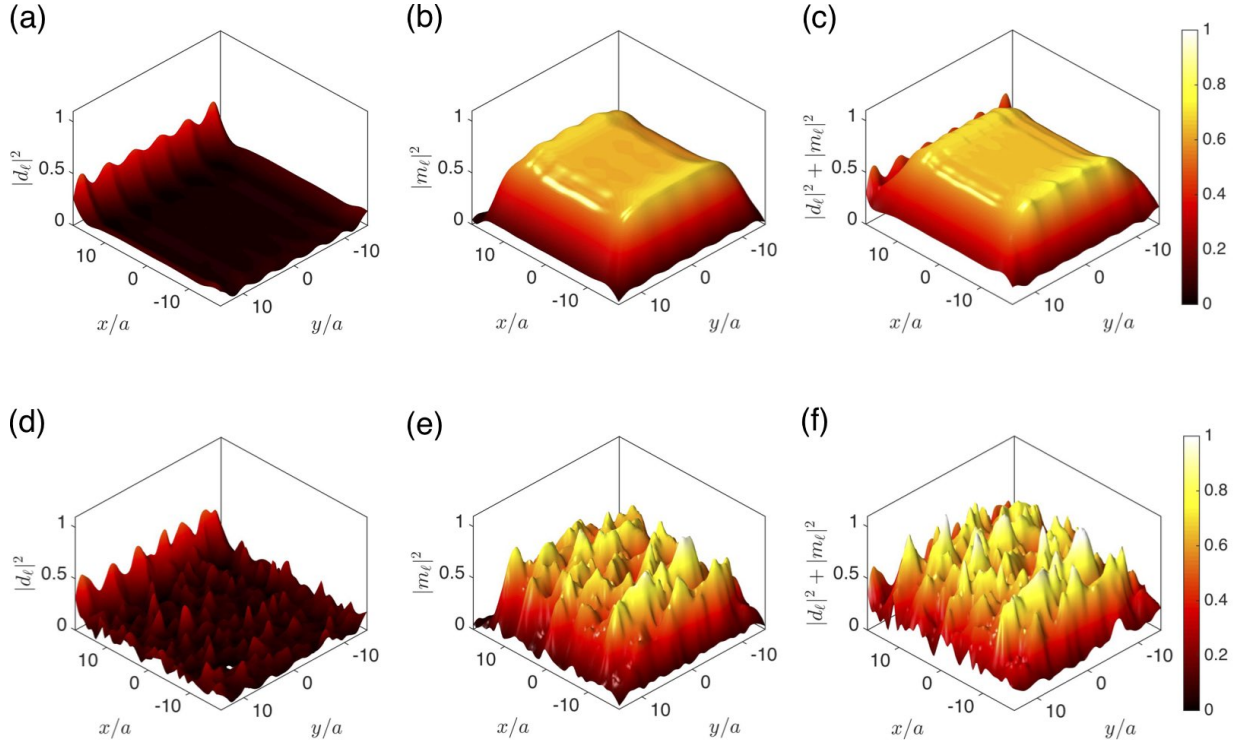 (a) (b) (c)
1 0.5 0 |d_ℓ|² 10 0 -10 x/a 10 0 -10 y/a
1 0.5 0 |m_ℓ|² 10 0 -10 x/a 10 0 -10 y/a
1 0.5 0 |d_ℓ|² + |m_ℓ|² 10 0 -10 x/a 10 0 -10 y/a
1 0.8 0.6 0.4 0.2 0
(d) (e) (f)
1 0.5 0 |d_ℓ|² 10 0 -10 x/a 10 0 -10 y/a
1 0.5 0 |m_ℓ|² 10 0 -10 x/a 10 0 -10 y/a
1 0.5 0 |d_ℓ|² + |m_ℓ|² 10 0 -10 x/a 10 0 -10 y/a
1 0.8 0.6 0.4 0.2 0